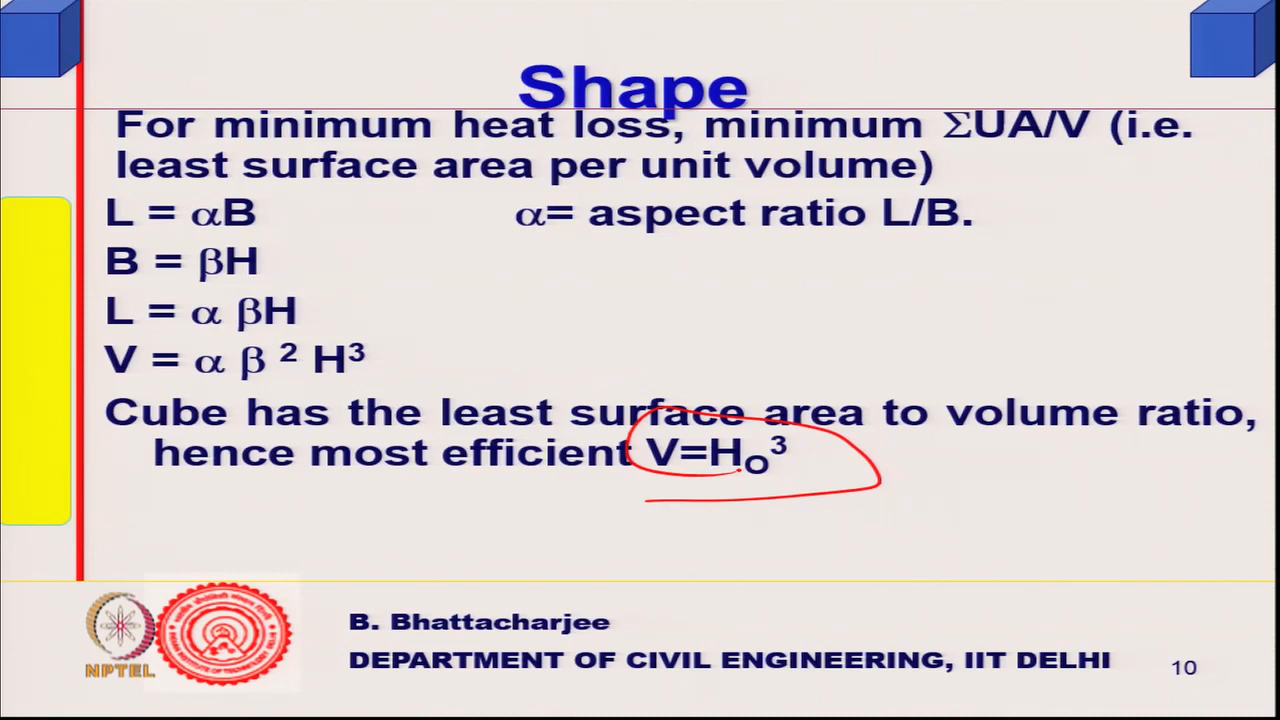 Shape
For minimum heat loss, minimum ΣUA/V (i.e.
least surface area per unit volume)
L = αB α= aspect ratio L/B.
B = βH
L = α βH
V = α β ² H³
Cube has the least surface area to volume ratio,
hence most efficient V=H₀³
NPTEL
B. Bhattacharjee
DEPARTMENT OF CIVIL ENGINEERING, IIT DELHI
10